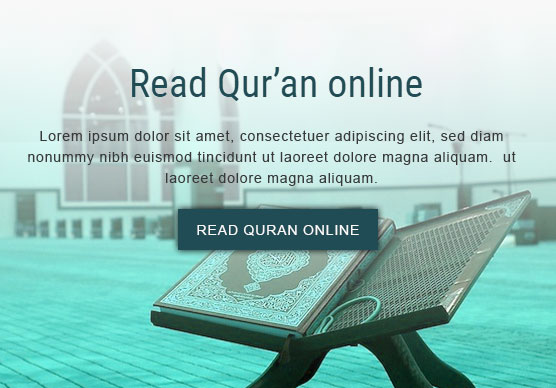 Read Qur’an online
Lorem ipsum dolor sit amet, consectetuer adipiscing elit, sed diam
nonummy nibh euismod tincidunt ut laoreet dolore magna aliquam.  ut
laoreet dolore magna aliquam.
READ QURAN ONLINE